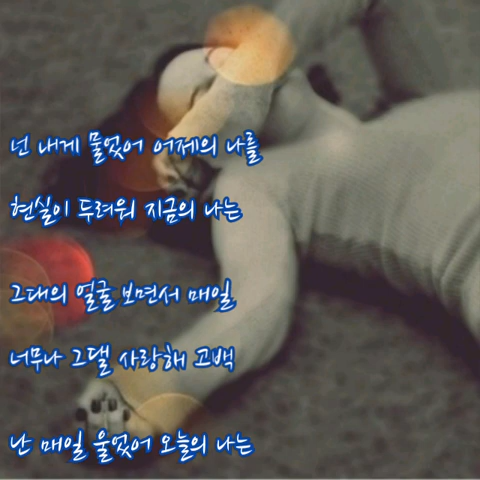 넌 내게 물었어 어제의 나를
현실이 두려워 지금의 나는
그대의 얼굴 보면서 매일
너무나 그댈 사랑해 고백
난 매일 울었어 오늘의 나는